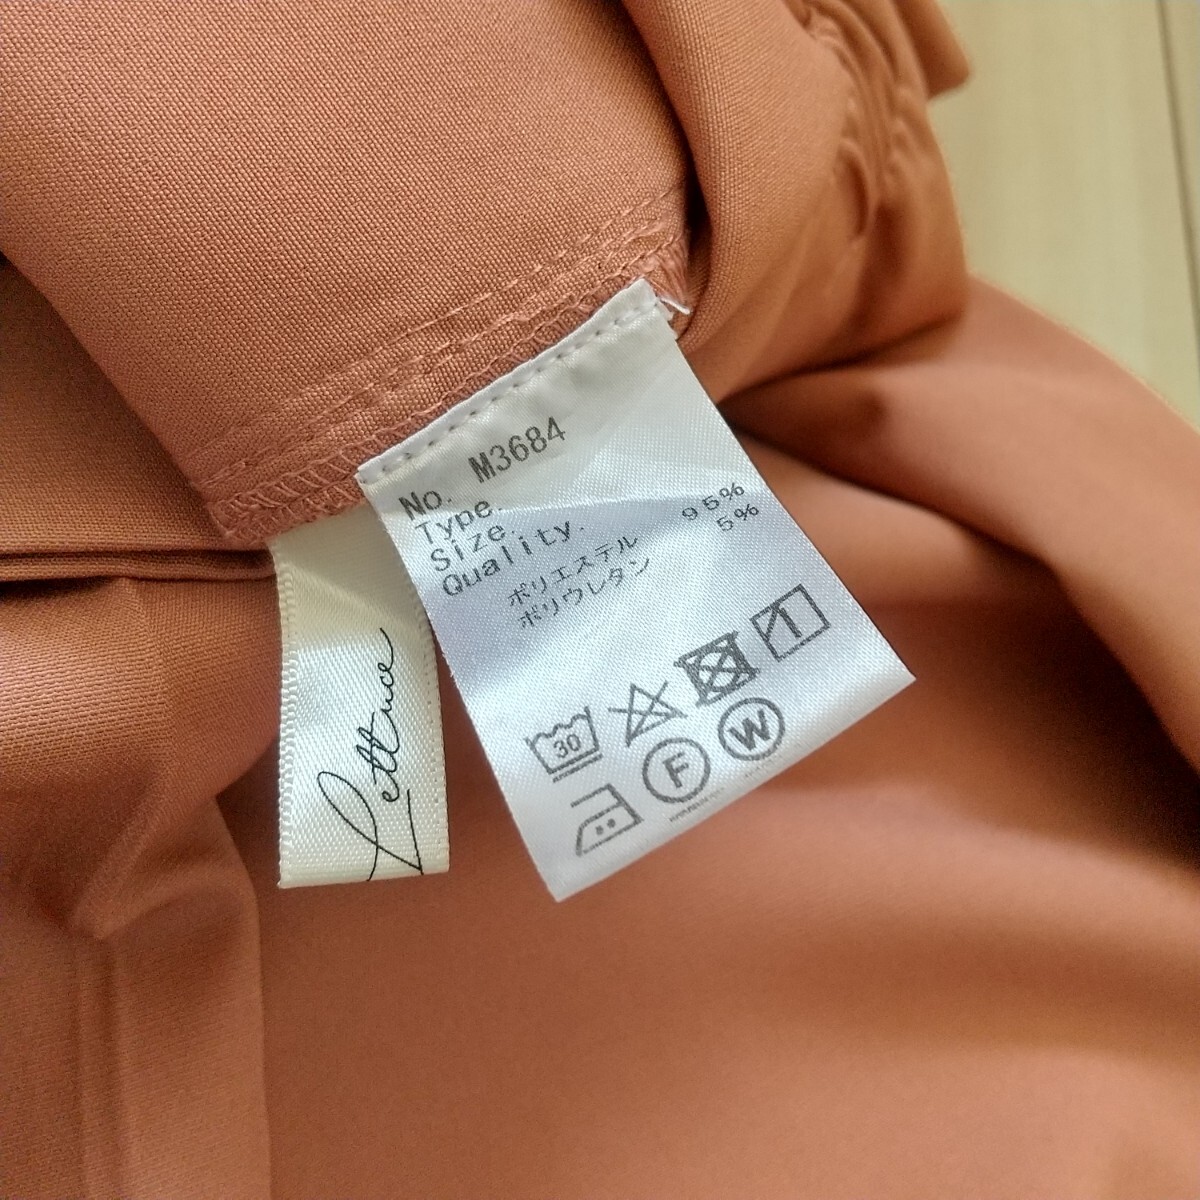 No. M3684
Type.
Size.
Quality.
ポリエステル 95%
ポリウレタン 5%
30
F W
Lettuce